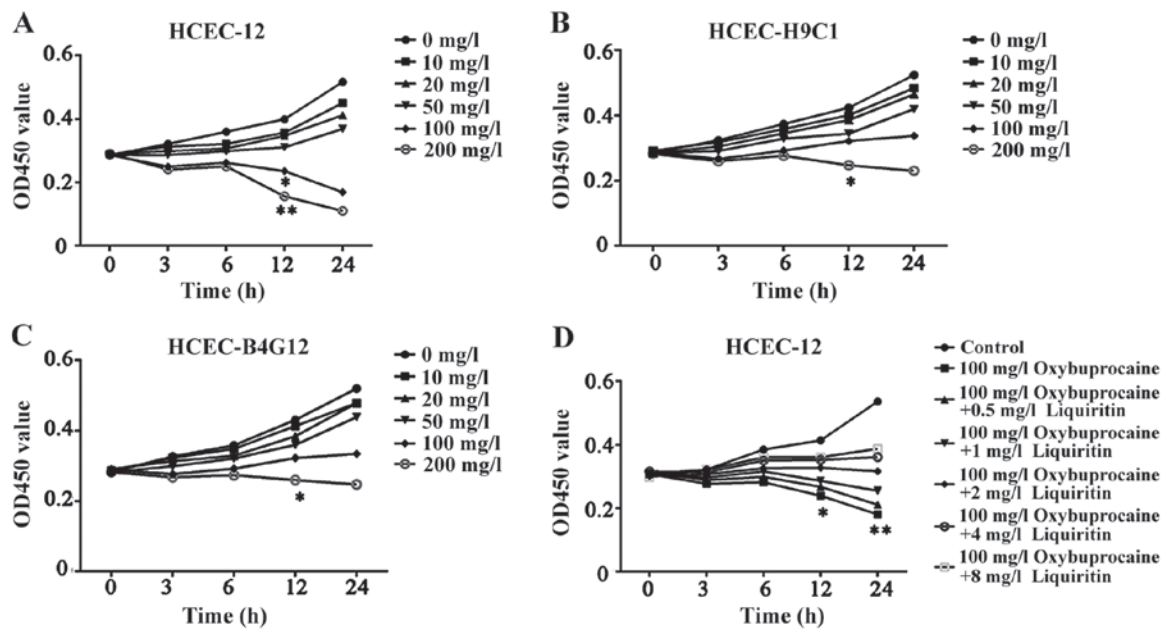 A
HCEC-12
OD450 value
0.6
0.4
0.2
0
0 3 6 12 24
Time (h)
*
**
0 mg/l
10 mg/l
20 mg/l
50 mg/l
100 mg/l
200 mg/l
B
HCEC-H9C1
OD450 value
0.6
0.4
0.2
0
0 3 6 12 24
Time (h)
*
0 mg/l
10 mg/l
20 mg/l
50 mg/l
100 mg/l
200 mg/l
C
HCEC-B4G12
OD450 value
0.6
0.4
0.2
0.
0 3 6 12 24
Time (h)
*
0 mg/l
10 mg/l
20 mg/l
50 mg/l
100 mg/l
200 mg/l
D
HCEC-12
OD450 value
0.6
0.4
0.2
0
0 3 6 12 24
Time (h)
*
**
Control
100 mg/l Oxybuprocaine
100 mg/l Oxybuprocaine
+0.5 mg/l Liquiritin
100 mg/l Oxybuprocaine
+1 mg/l Liquiritin
100 mg/l Oxybuprocaine
+2 mg/l Liquiritin
100 mg/l Oxybuprocaine
+4 mg/l Liquiritin
100 mg/l Oxybuprocaine
+8 mg/l Liquiritin